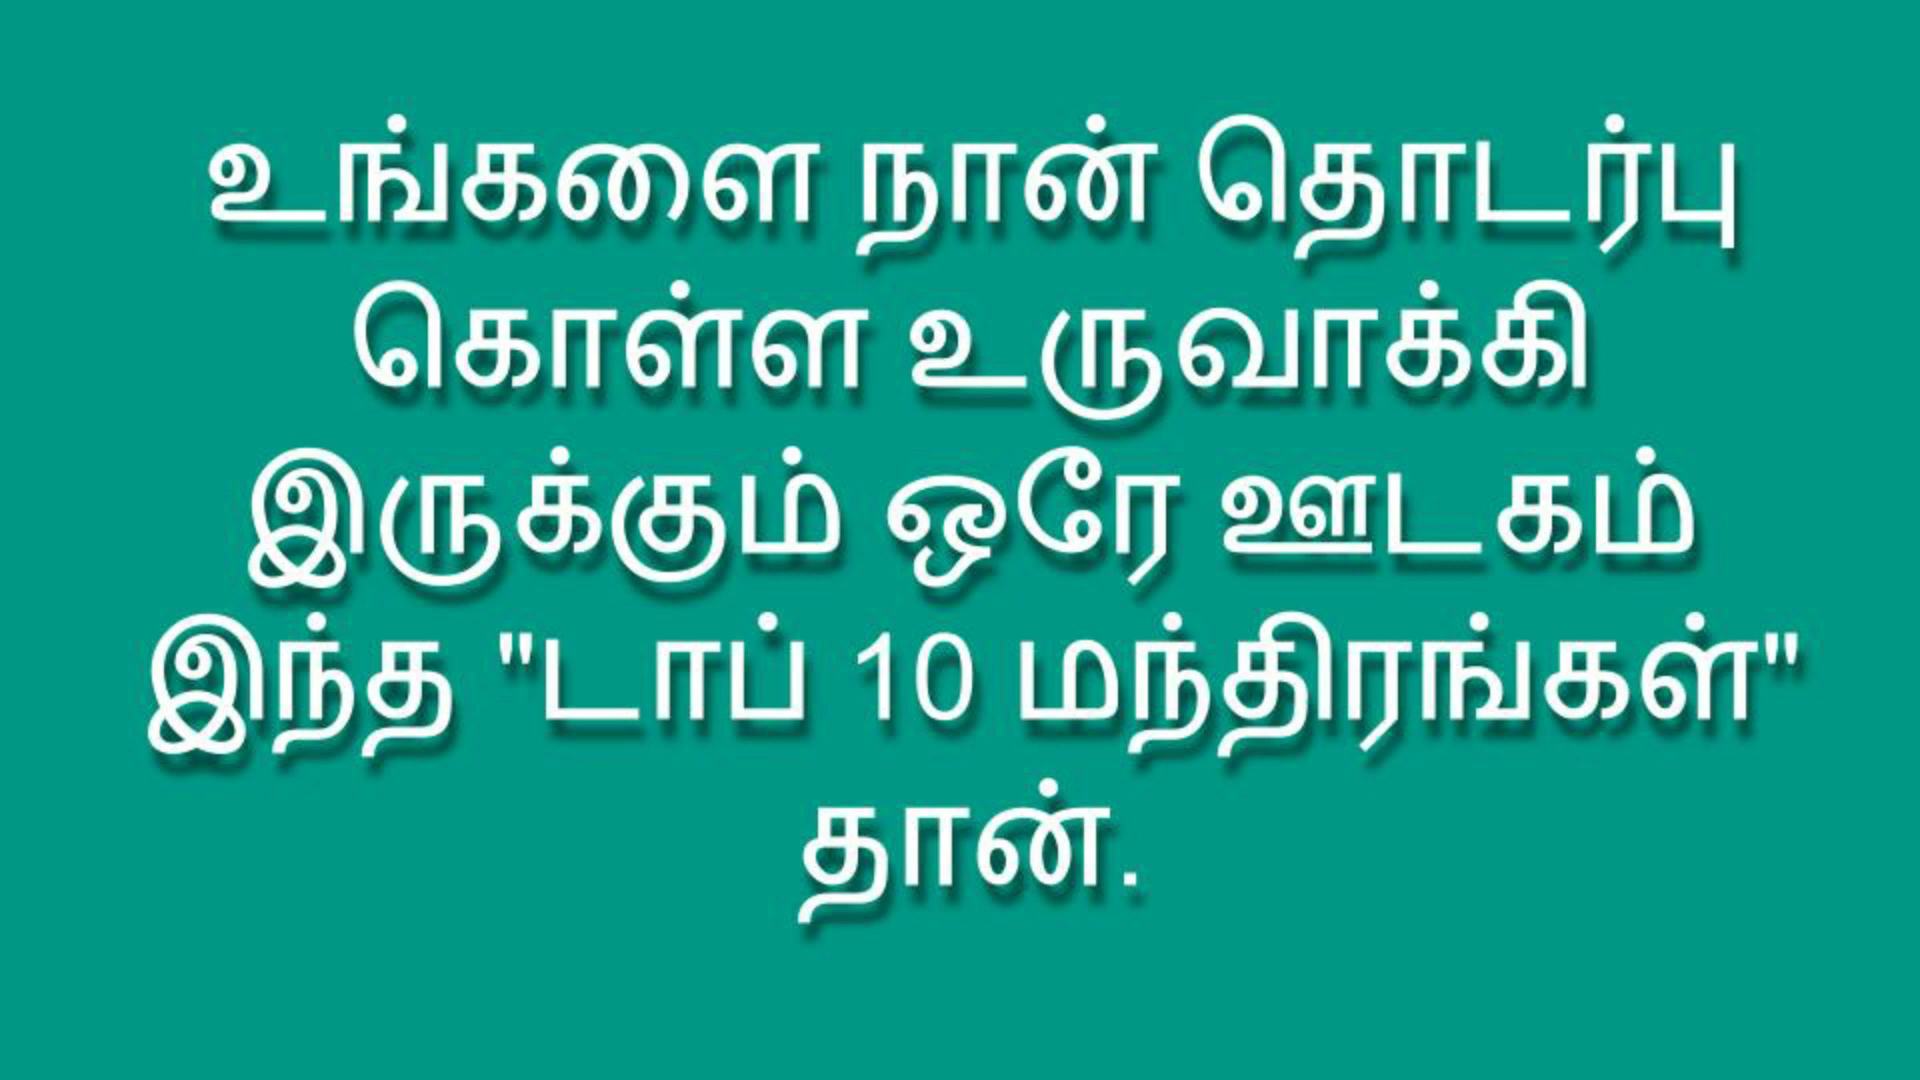 உங்களை நான் தொடர்பு
கொள்ள உருவாக்கி
இருக்கும் ஒரே ஊடகம்
இந்த "டாப் 10 மந்திரங்கள்"
தான்.